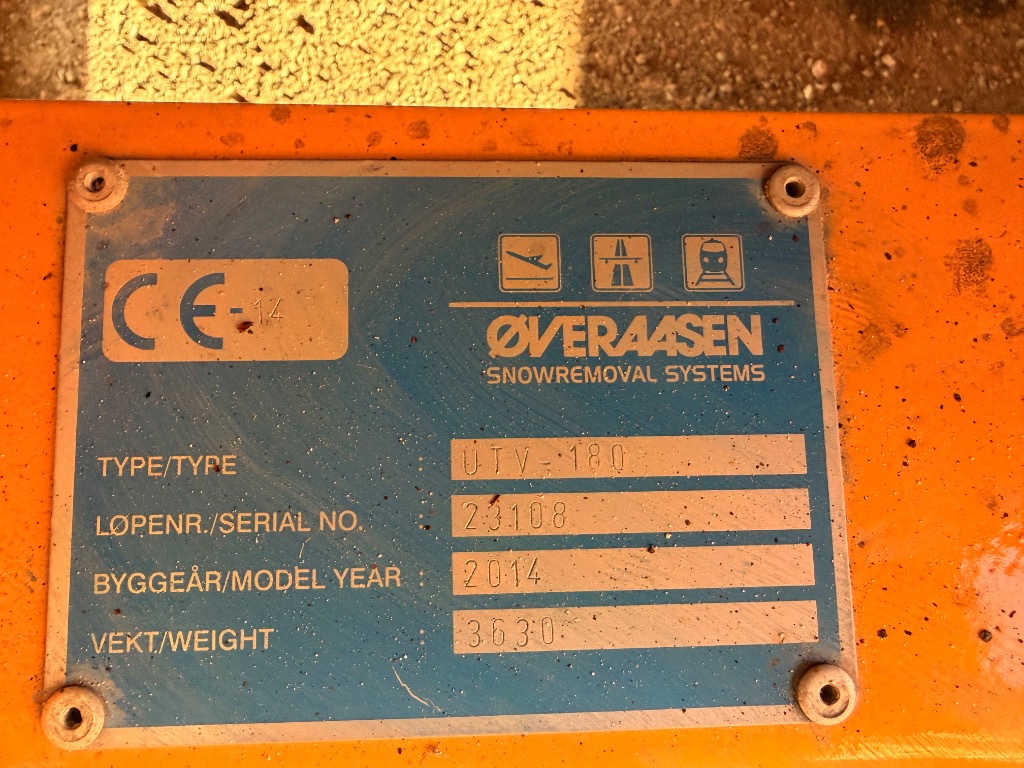 CE-14
ØVERAASEN
SNOWREMOVAL SYSTEMS
TYPE/TYPE : UTV-180
LØPENR./SERIAL NO. : 23108
BYGGEÅR/MODEL YEAR : 2014
VEKT/WEIGHT : 3630